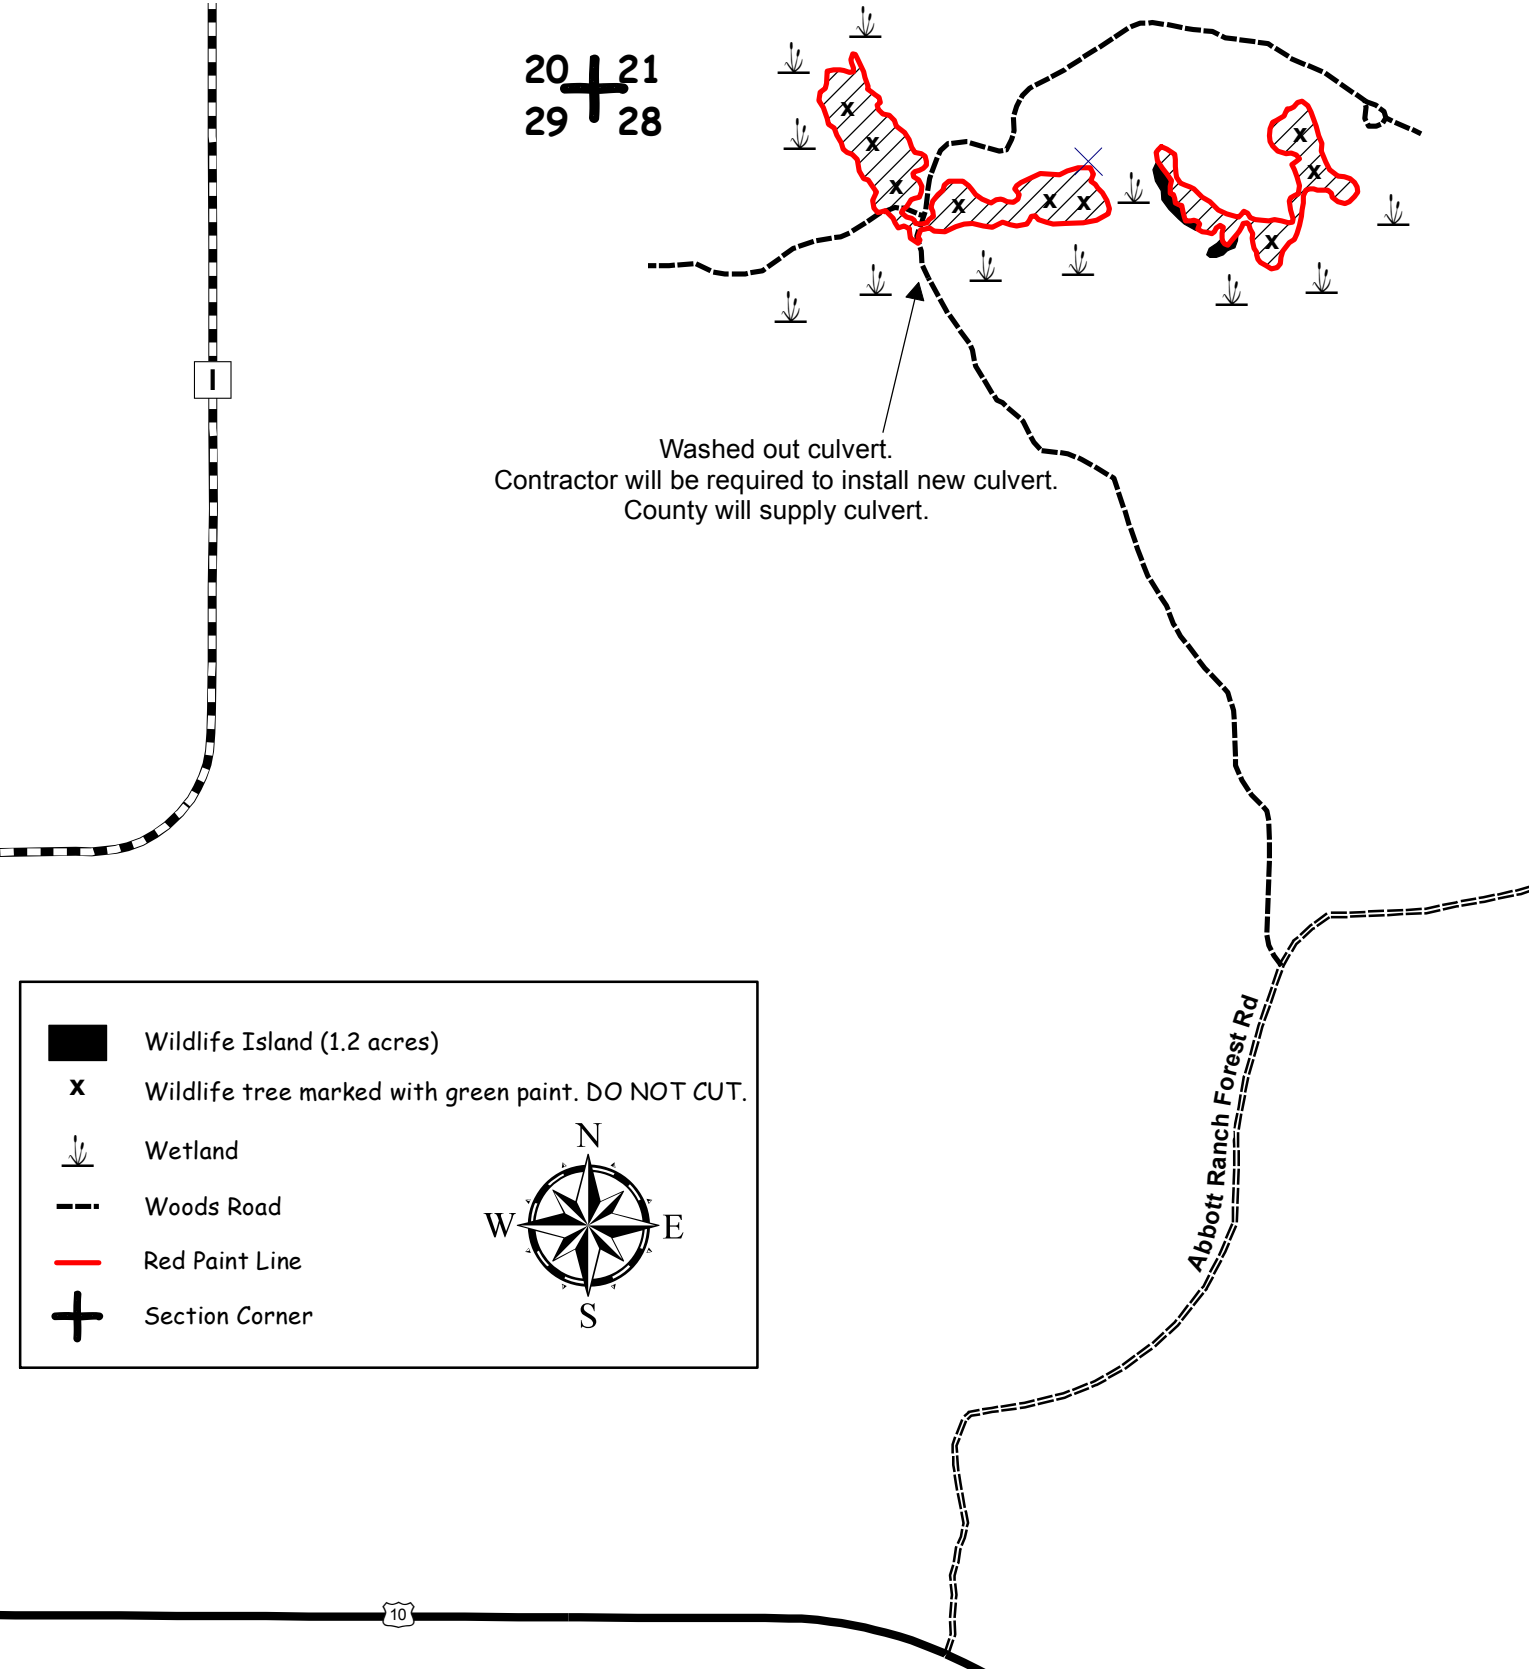 20 21
29 28
I
Washed out culvert.
Contractor will be required to install new culvert.
County will supply culvert.
Abbott Ranch Forest Rd
Wildlife Island (1.2 acres)
x Wildlife tree marked with green paint. DO NOT CUT.
Wetland
Woods Road
Red Paint Line
Section Corner
N
W E
S
10
x
x
x
x
x
x
x
x
x